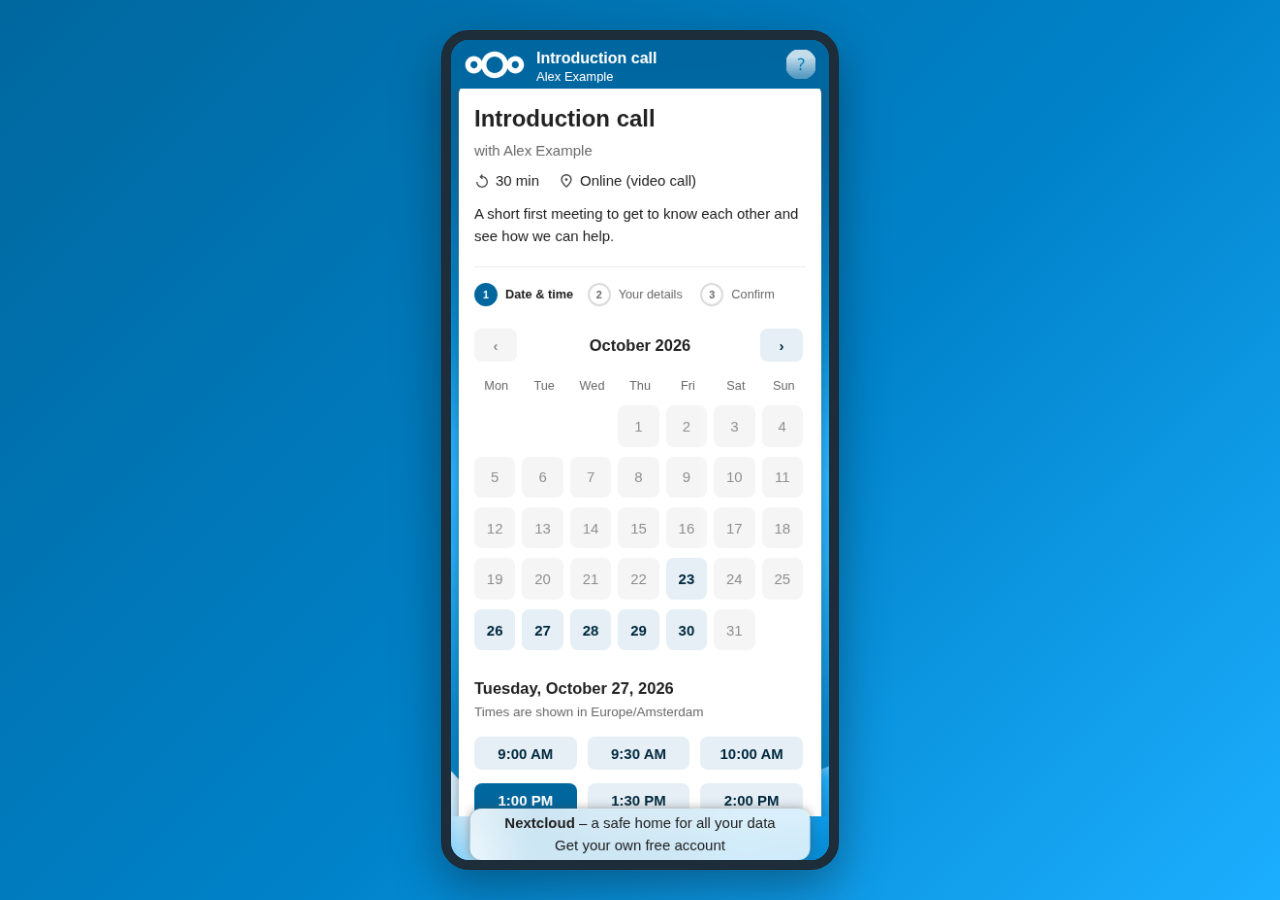 Introduction call
Alex Example
?
Introduction call
with Alex Example
30 min Online (video call)
A short first meeting to get to know each other and
see how we can help.
1 Date & time 2 Your details 3 Confirm
‹ October 2026 ›
Mon Tue Wed Thu Fri Sat Sun
1 2 3 4
5 6 7 8 9 10 11
12 13 14 15 16 17 18
19 20 21 22 23 24 25
26 27 28 29 30 31
Tuesday, October 27, 2026
Times are shown in Europe/Amsterdam
9:00 AM 9:30 AM 10:00 AM
1:00 PM 1:30 PM 2:00 PM
Nextcloud – a safe home for all your data
Get your own free account